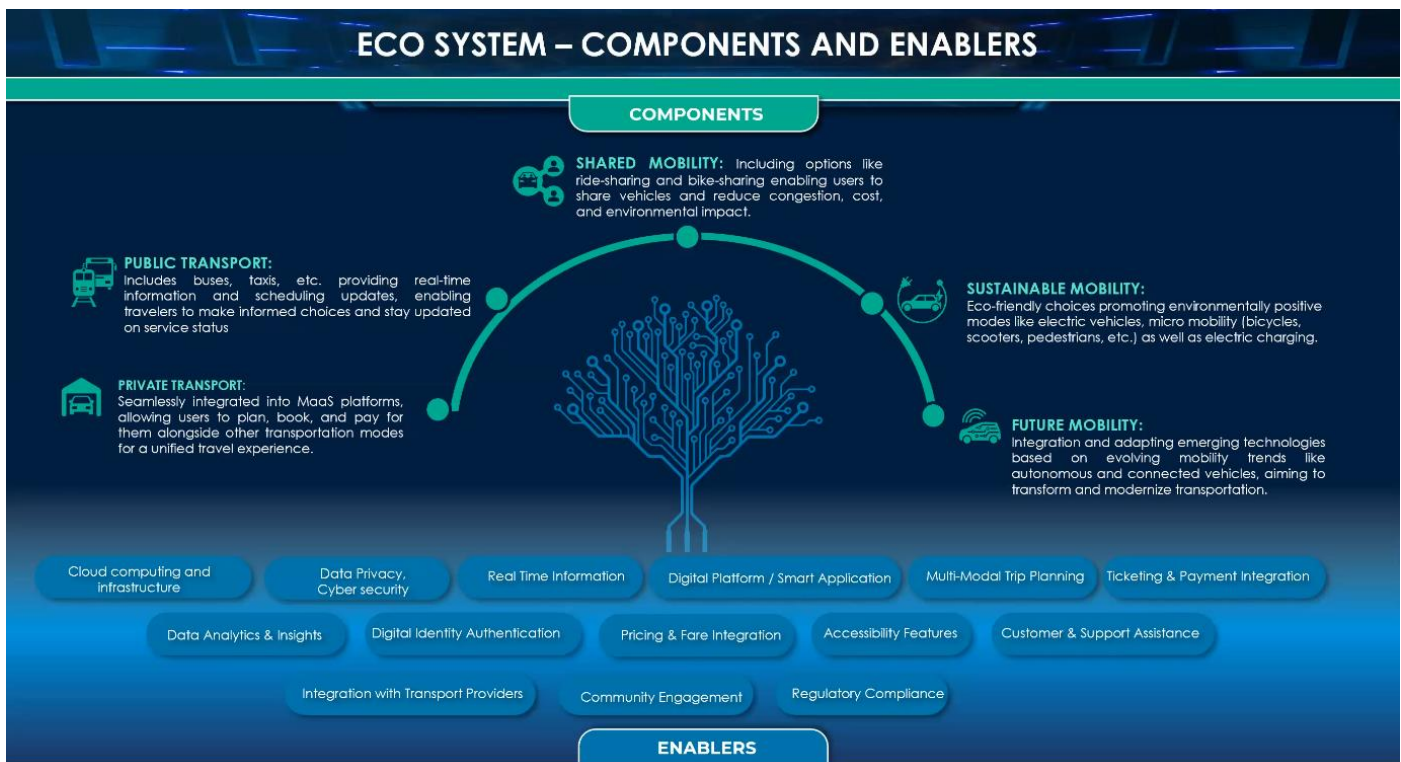 ECO SYSTEM – COMPONENTS AND ENABLERS
COMPONENTS
SHARED MOBILITY: Including options like
ride-sharing and bike-sharing enabling users to
share vehicles and reduce congestion, cost,
and environmental impact.
PUBLIC TRANSPORT:
Includes buses, taxis, etc. providing real-time
information and scheduling updates, enabling
travelers to make informed choices and stay updated
on service status
SUSTAINABLE MOBILITY:
Eco-friendly choices promoting environmentally positive
modes like electric vehicles, micro mobility (bicycles,
scooters, pedestrians, etc.) as well as electric charging.
PRIVATE TRANSPORT:
Seamlessly integrated into MaaS platforms,
allowing users to plan, book, and pay for
them alongside other transportation modes
for a unified travel experience.
FUTURE MOBILITY:
Integration and adapting emerging technologies
based on evolving mobility trends like
autonomous and connected vehicles, aiming to
transform and modernize transportation.
Cloud computing and
infrastructure
Data Privacy,
Cyber security
Real Time Information
Digital Platform / Smart Application
Multi-Modal Trip Planning
Ticketing & Payment Integration
Data Analytics & Insights
Digital Identity Authentication
Pricing & Fare Integration
Accessibility Features
Customer & Support Assistance
Integration with Transport Providers
Community Engagement
Regulatory Compliance
ENABLERS